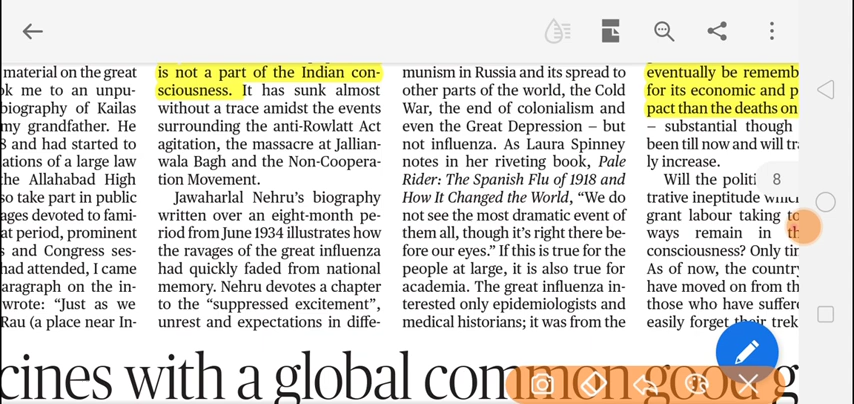 material on the great
ok me to an unpu-
biography of Kailas
my grandfather. He
8 and had started to
ations of a large law
the Allahabad High
so take part in public
ages devoted to fami-
at period, prominent
s and Congress ses-
had attended, I came
aragraph on the in-
wrote: “Just as we
Rau (a place near In-
is not a part of the Indian con-
sciousness. It has sunk almost
without a trace amidst the events
surrounding the anti-Rowlatt Act
agitation, the massacre at Jallian-
wala Bagh and the Non-Coopera-
tion Movement.
Jawaharlal Nehru’s biography
written over an eight-month pe-
riod from June 1934 illustrates how
the ravages of the great influenza
had quickly faded from national
memory. Nehru devotes a chapter
to the “suppressed excitement”,
unrest and expectations in diffe-
munism in Russia and its spread to
other parts of the world, the Cold
War, the end of colonialism and
even the Great Depression – but
not influenza. As Laura Spinney
notes in her riveting book, Pale
Rider: The Spanish Flu of 1918 and
How It Changed the World, “We do
not see the most dramatic event of
them all, though it’s right there be-
fore our eyes.” If this is true for the
people at large, it is also true for
academia. The great influenza in-
terested only epidemiologists and
medical historians; it was from the
eventually be rememb
for its economic and p
pact than the deaths on
– substantial though
been till now and will tra
ly increase.
Will the politi
trative ineptitude which
grant labour taking to
ways remain in th
consciousness? Only tim
As of now, the country
have moved on from th
those who have suffere
easily forget their trek
8
cines with a global common good g